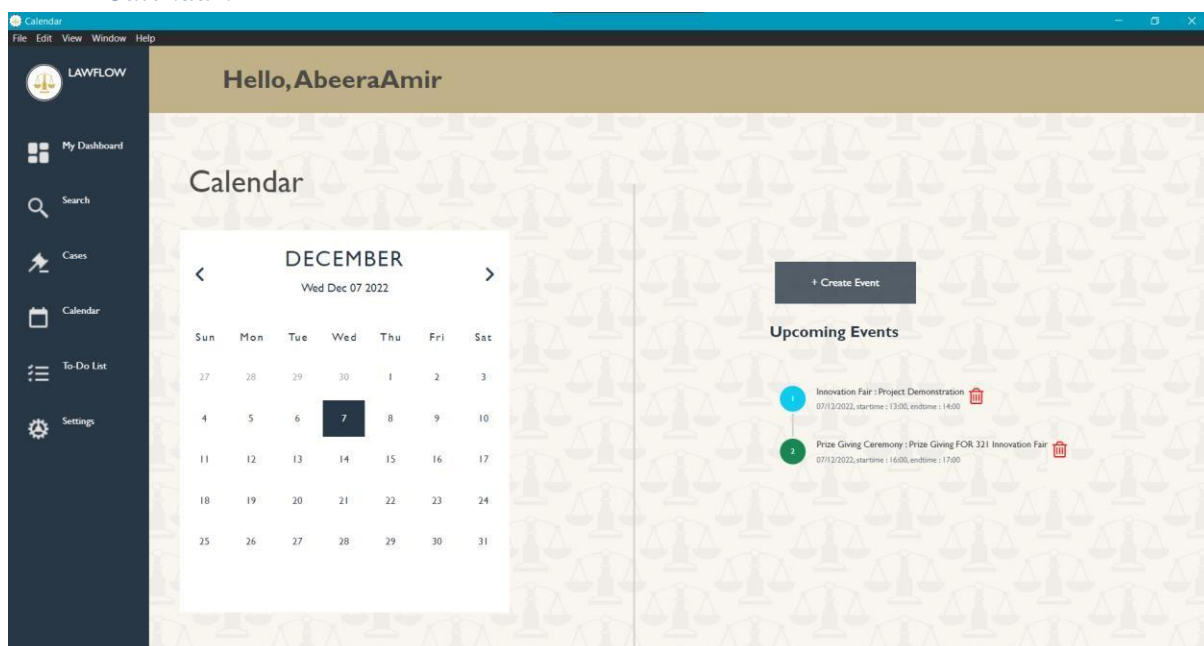 Calendar
File Edit View Window Help
LAWFLOW
Hello, AbeeraAmir
My Dashboard
Search
Cases
Calendar
To-Do List
Settings
Calendar
DECEMBER
Wed Dec 07 2022
Sun Mon Tue Wed Thu Fri Sat
27 28 29 30 1 2 3
4 5 6 7 8 9 10
11 12 13 14 15 16 17
18 19 20 21 22 23 24
25 26 27 28 29 30 31
+ Create Event
Upcoming Events
1 Innovation Fair : Project Demonstration
07/12/2022, startime : 13:00, endtime : 14:00
2 Prize Giving Ceremony : Prize Giving FOR 321 Innovation Fair
07/12/2022, startime : 16:00, endtime : 17:00